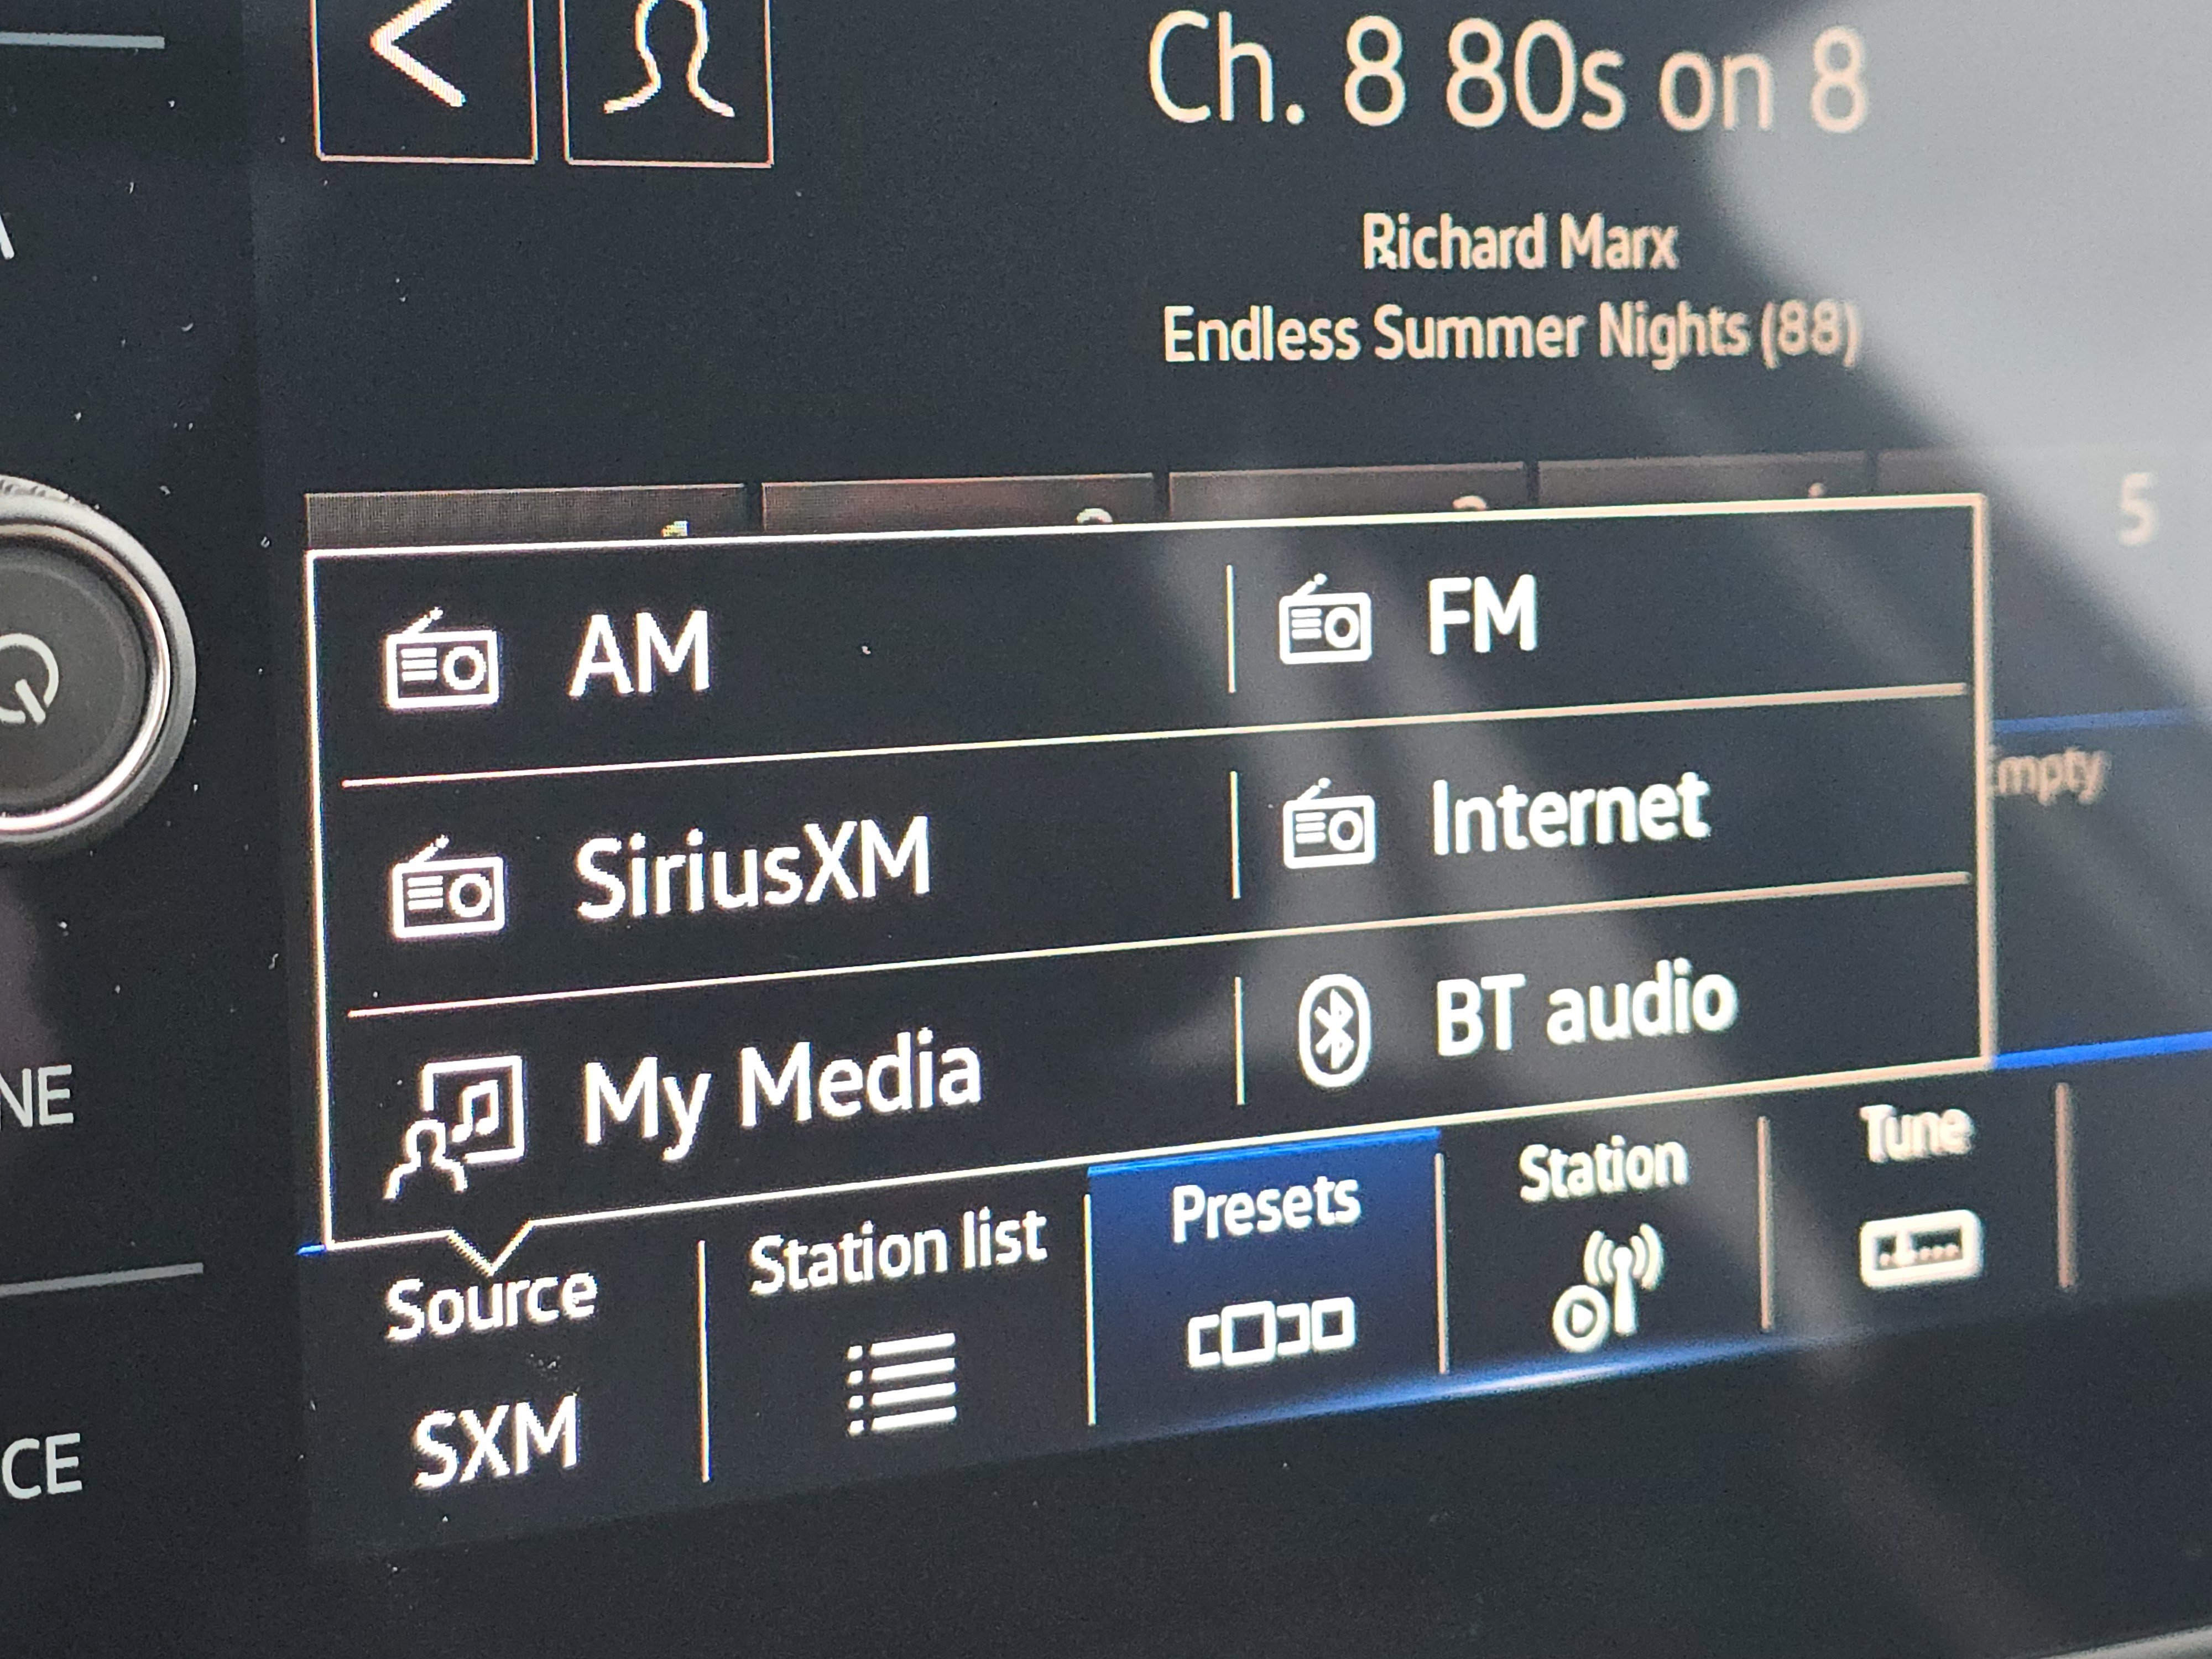 Ch. 8 80s on 8
Richard Marx
Endless Summer Nights (88)
5
AM
FM
SiriusXM
Internet
Empty
My Media
BT audio
NE
Source
Station list
Presets
Station
Tune
SXM
CE